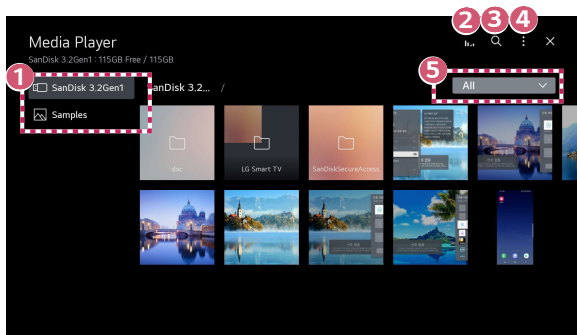 2 3 4
Media Player
SanDisk 3.2Gen1 : 115GB Free / 115GB
1
5
SanDisk 3.2Gen1
SanDisk 3.2... /
All
Samples
LG Smart TV
SanDiskSecureAccess